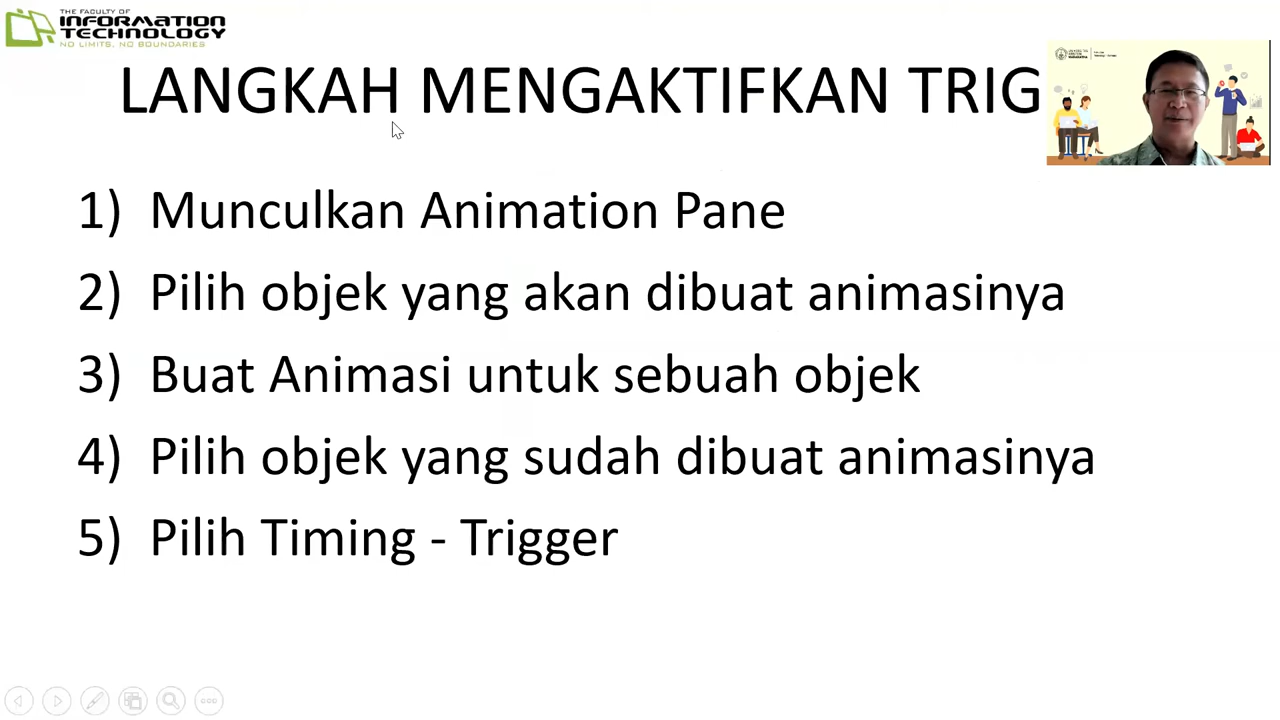 THE FACULTY OF
INFORMATION
TECHNOLOGY
NO LIMITS, NO BOUNDARIES
LANGKAH MENGAKTIFKAN TRIG
1) Munculkan Animation Pane
2) Pilih objek yang akan dibuat animasinya
3) Buat Animasi untuk sebuah objek
4) Pilih objek yang sudah dibuat animasinya
5) Pilih Timing - Trigger